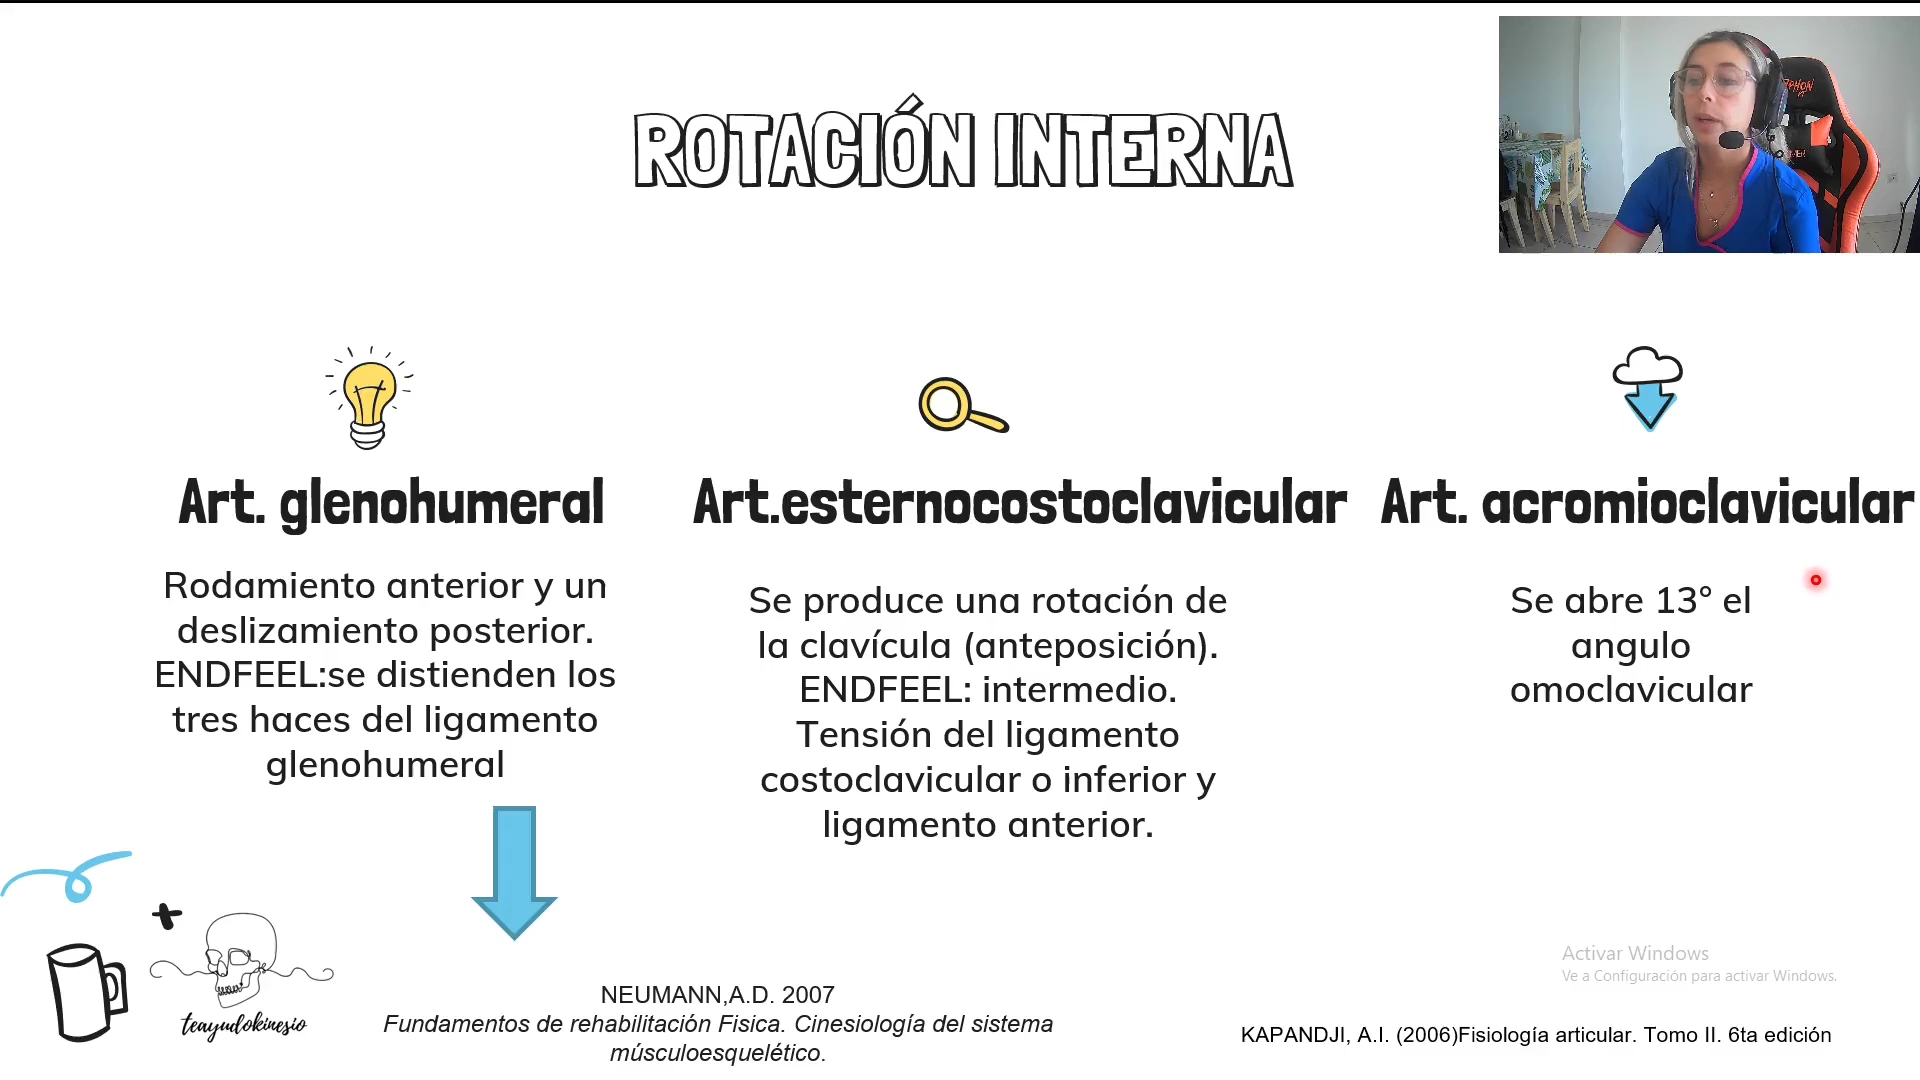 ROTACIÓN INTERNA
Art. glenohumeral
Rodamiento anterior y un
deslizamiento posterior.
ENDFEEL:se distienden los
tres haces del ligamento
glenohumeral
Art.esternocostoclavicular
Se produce una rotación de
la clavícula (anteposición).
ENDFEEL: intermedio.
Tensión del ligamento
costoclavicular o inferior y
ligamento anterior.
Art. acromioclavicular
Se abre 13° el
angulo
omoclavicular
teayudokinesio
NEUMANN,A.D. 2007
Fundamentos de rehabilitación Fisica. Cinesiología del sistema
músculoesquelético.
Activar Windows
Ve a Configuración para activar Windows.
KAPANDJI, A.I. (2006)Fisiología articular. Tomo II. 6ta edición